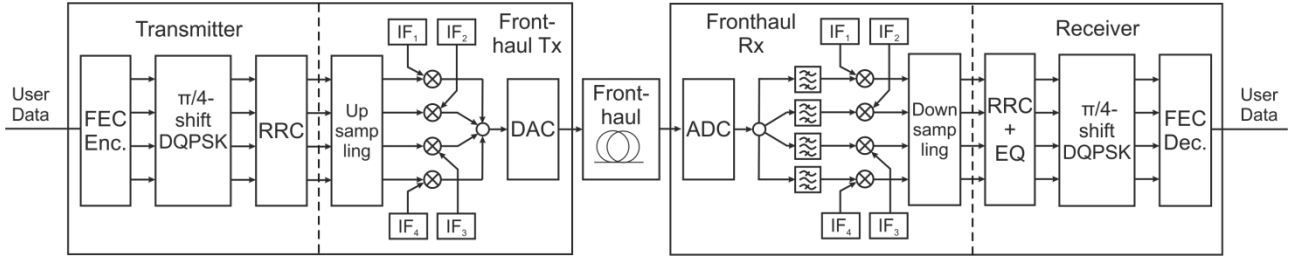 User
Data
Transmitter
FEC
Enc.
π/4-
shift
DQPSK
RRC
Front-
haul Tx
Up
samp
ling
IF1
IF2
IF4
IF3
DAC
Front-
haul
Fronthaul
Rx
ADC
IF1
IF2
IF4
IF3
Down
samp
ling
Receiver
RRC
+
EQ
π/4-
shift
DQPSK
FEC
Dec.
User
Data